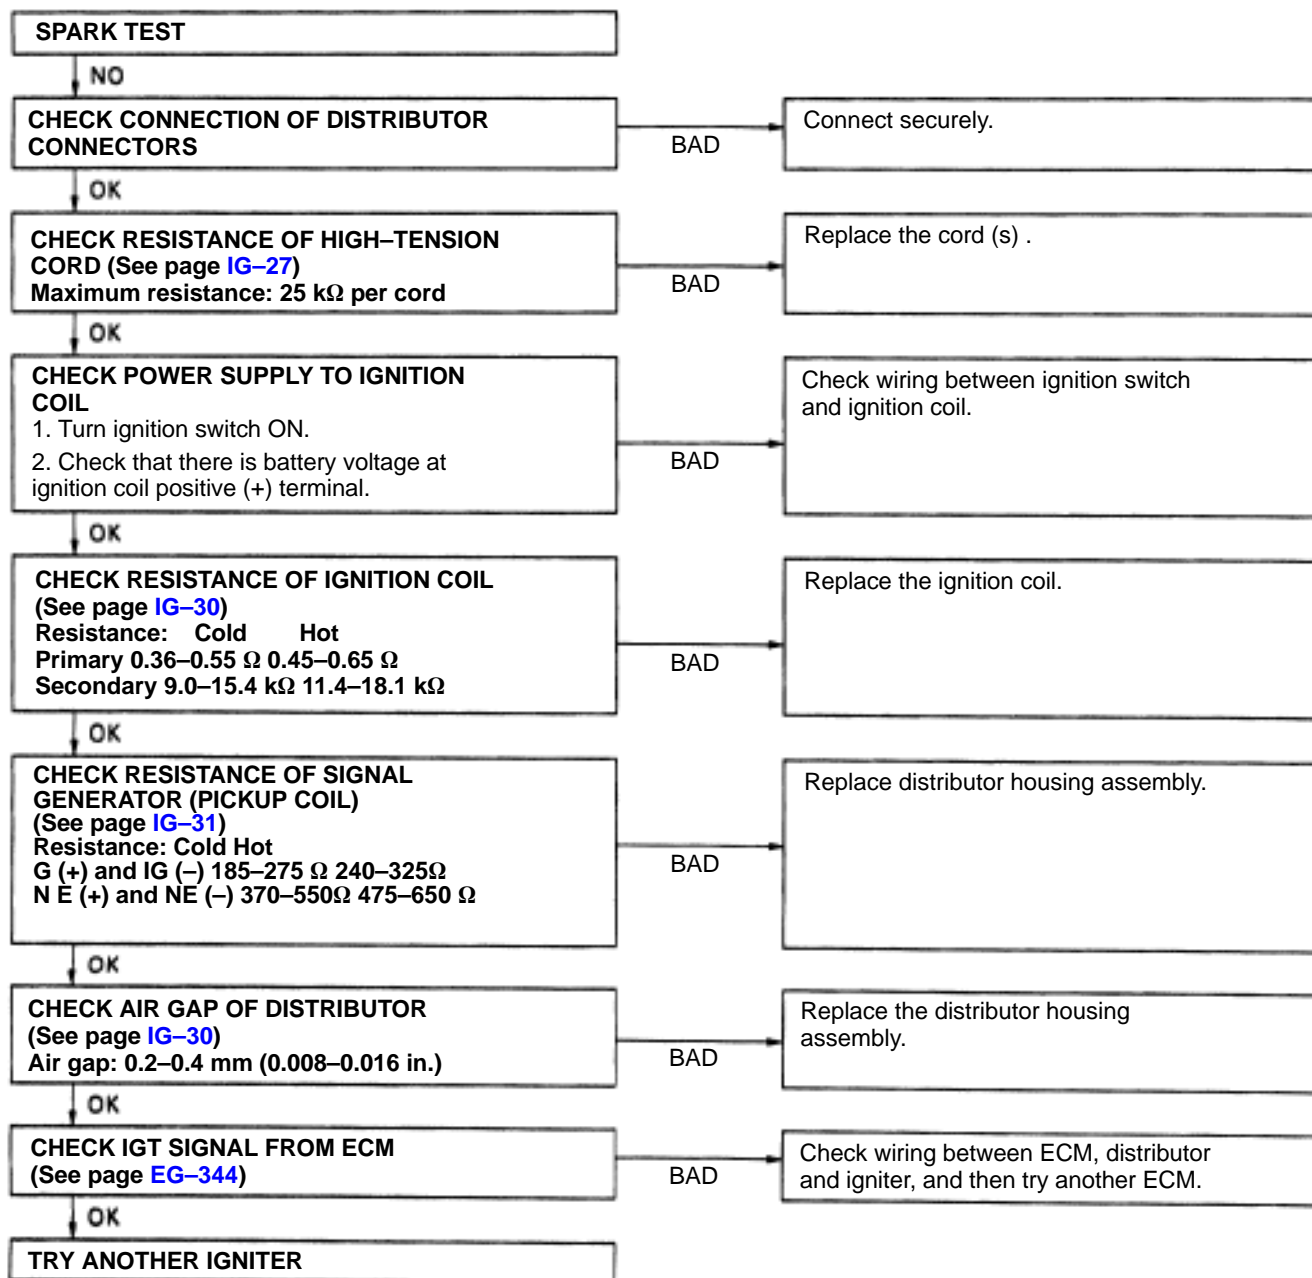 SPARK TEST
NO
CHECK CONNECTION OF DISTRIBUTOR
CONNECTORS
BAD
Connect securely.
OK
CHECK RESISTANCE OF HIGH–TENSION
CORD (See page IG–27)
Maximum resistance: 25 kΩ per cord
BAD
Replace the cord (s) .
OK
CHECK POWER SUPPLY TO IGNITION
COIL
1. Turn ignition switch ON.
2. Check that there is battery voltage at
ignition coil positive (+) terminal.
BAD
Check wiring between ignition switch
and ignition coil.
OK
CHECK RESISTANCE OF IGNITION COIL
(See page IG–30)
Resistance: Cold Hot
Primary 0.36–0.55 Ω 0.45–0.65 Ω
Secondary 9.0–15.4 kΩ 11.4–18.1 kΩ
BAD
Replace the ignition coil.
OK
CHECK RESISTANCE OF SIGNAL
GENERATOR (PICKUP COIL)
(See page IG–31)
Resistance: Cold Hot
G (+) and IG (–) 185–275 Ω 240–325Ω
N E (+) and NE (–) 370–550Ω 475–650 Ω
BAD
Replace distributor housing assembly.
OK
CHECK AIR GAP OF DISTRIBUTOR
(See page IG–30)
Air gap: 0.2–0.4 mm (0.008–0.016 in.)
BAD
Replace the distributor housing
assembly.
OK
CHECK IGT SIGNAL FROM ECM
(See page EG–344)
BAD
Check wiring between ECM, distributor
and igniter, and then try another ECM.
OK
TRY ANOTHER IGNITER